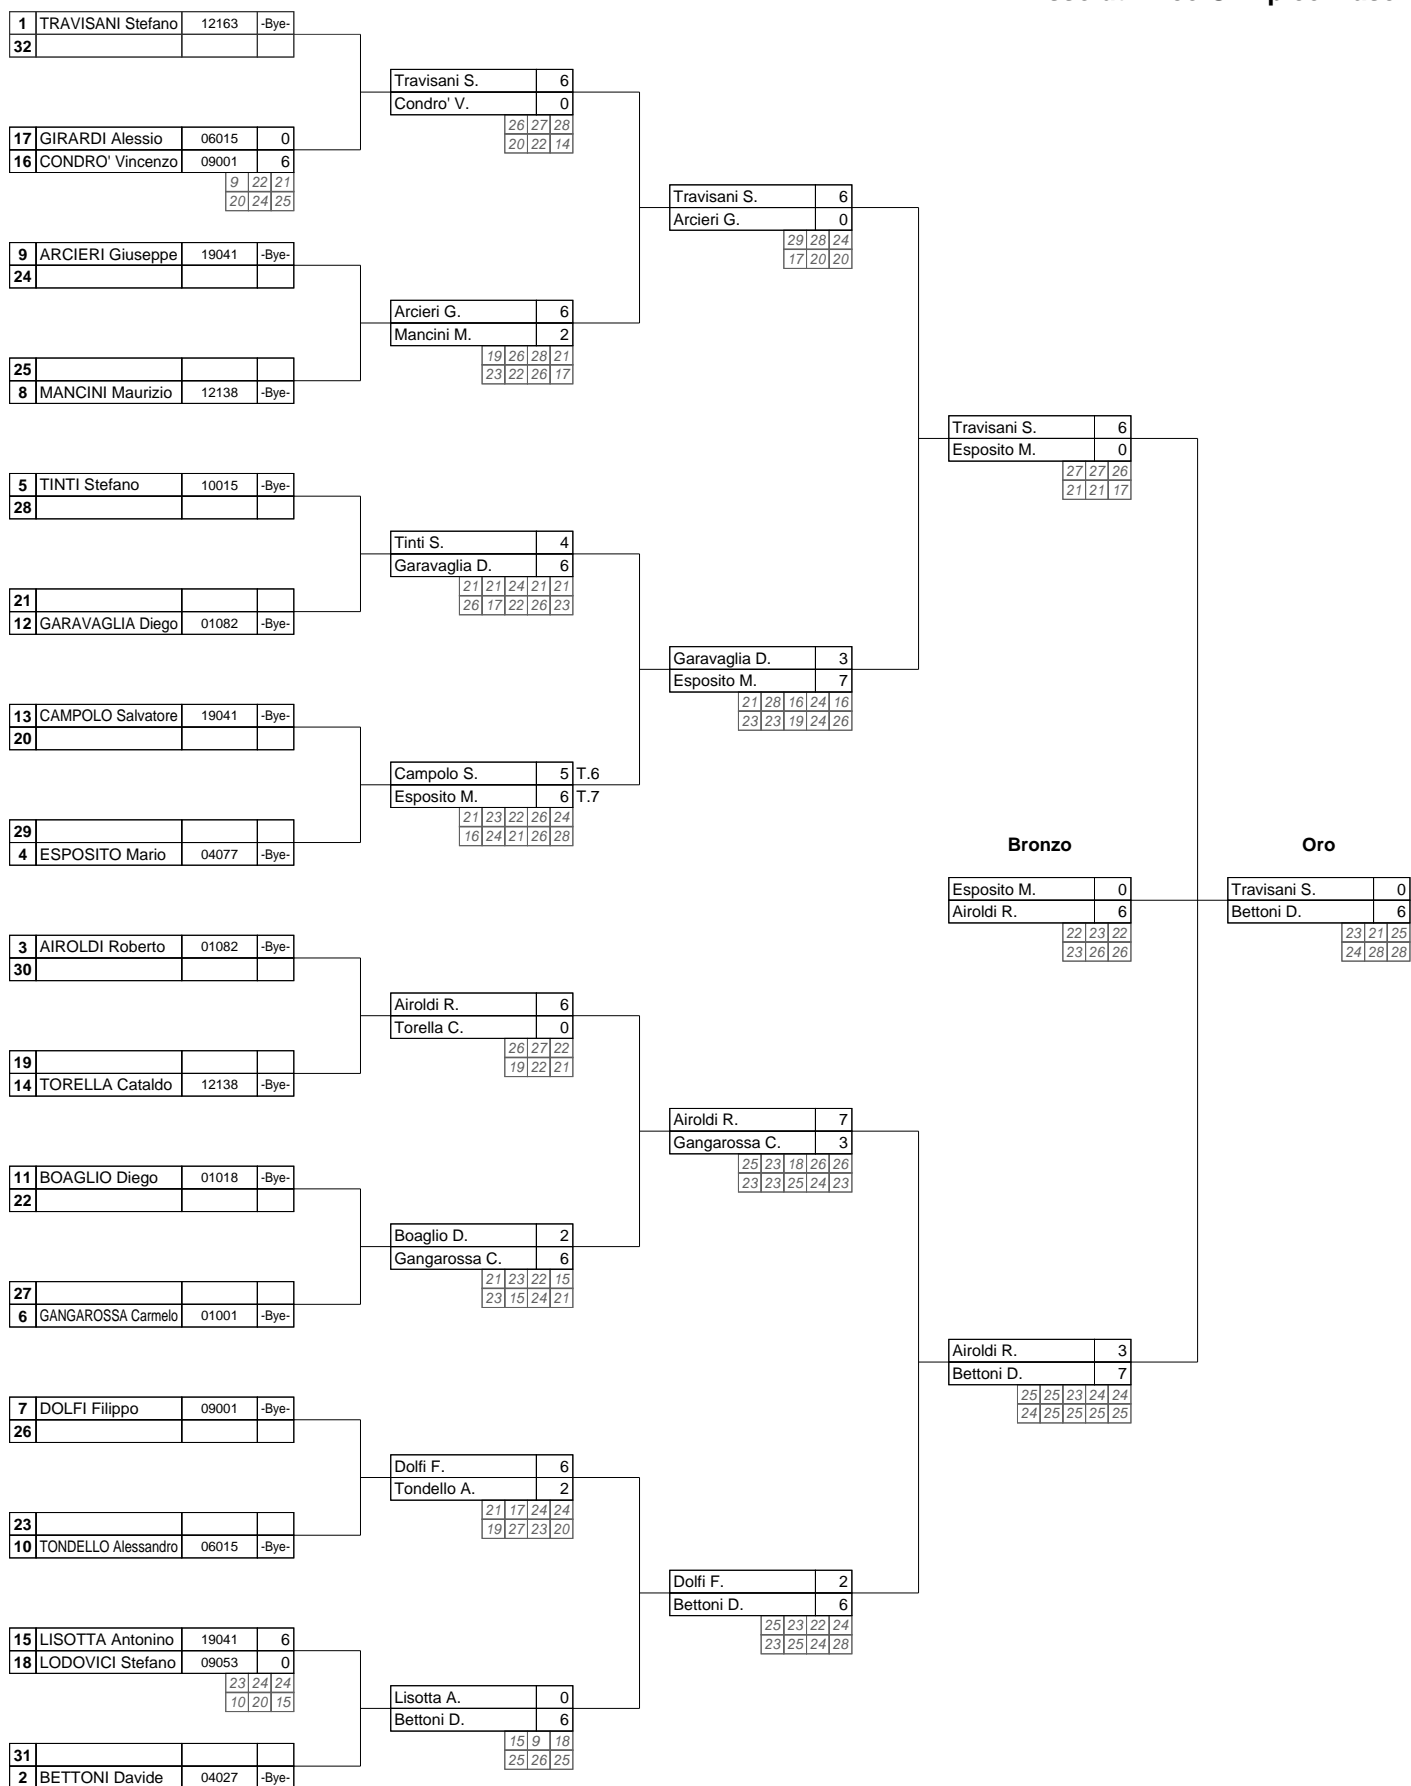 1 TRAVISANI Stefano 12163 -Bye-
32
Travisani S. 6
Condro' V. 0
26 27 28
20 22 14
17 GIRARDI Alessio 06015 0
16 CONDRO' Vincenzo 09001 6
9 22 21
20 24 25
Travisani S. 6
Arcieri G. 0
29 28 24
17 20 20
9 ARCIERI Giuseppe 19041 -Bye-
24
Arcieri G. 6
Mancini M. 2
19 26 28 21
23 22 26 17
25
8 MANCINI Maurizio 12138 -Bye-
Travisani S. 6
Esposito M. 0
27 27 26
21 21 17
5 TINTI Stefano 10015 -Bye-
28
Tinti S. 4
Garavaglia D. 6
21 21 24 21 21
26 17 22 26 23
21
12 GARAVAGLIA Diego 01082 -Bye-
Garavaglia D. 3
Esposito M. 7
21 28 16 24 16
23 23 19 24 26
13 CAMPOLO Salvatore 19041 -Bye-
20
Campolo S. 5 T.6
Esposito M. 6 T.7
21 23 22 26 24
16 24 21 26 28
29
4 ESPOSITO Mario 04077 -Bye-
Bronzo Oro
Esposito M. 0 Travisani S. 0
Airoldi R. 6 Bettoni D. 6
22 23 22 23 21 25
23 26 26 24 28 28
3 AIROLDI Roberto 01082 -Bye-
30
Airoldi R. 6
Torella C. 0
26 27 22
19 22 21
19
14 TORELLA Cataldo 12138 -Bye-
Airoldi R. 7
Gangarossa C. 3
25 23 18 26 26
23 23 25 24 23
11 BOAGLIO Diego 01018 -Bye-
22
Boaglio D. 2
Gangarossa C. 6
21 23 22 15
23 15 24 21
27
6 GANGAROSSA Carmelo 01001 -Bye-
Airoldi R. 3
Bettoni D. 7
25 25 23 24 24
24 25 25 25 25
7 DOLFI Filippo 09001 -Bye-
26
Dolfi F. 6
Tondello A. 2
21 17 24 24
19 27 23 20
23
10 TONDELLO Alessandro 06015 -Bye-
Dolfi F. 2
Bettoni D. 6
25 23 22 24
23 25 24 28
15 LISOTTA Antonino 19041 6
18 LODOVICI Stefano 09053 0
23 24 24
10 20 15
Lisotta A. 0
Bettoni D. 6
15 9 18
25 26 25
31
2 BETTONI Davide 04027 -Bye-